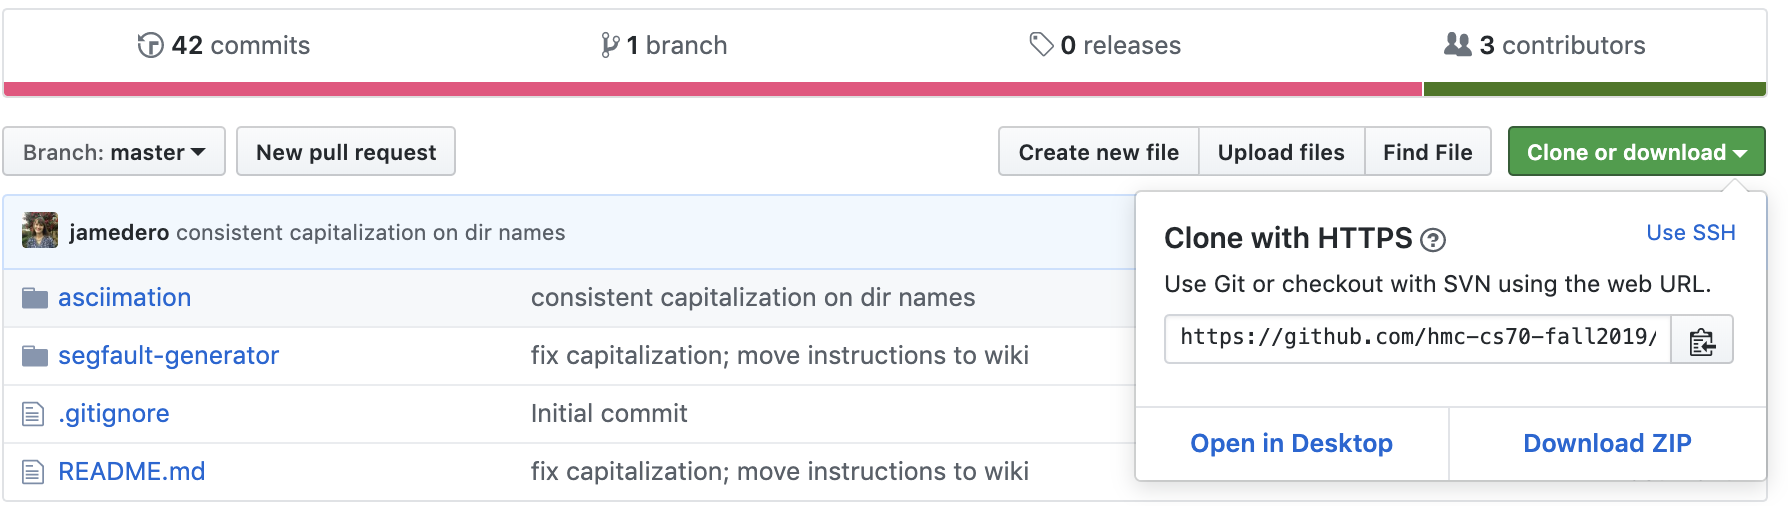 42 commits 1 branch 0 releases 3 contributors
Branch: master New pull request Create new file Upload files Find File Clone or download
jamedero consistent capitalization on dir names
asciimation consistent capitalization on dir names
segfault-generator fix capitalization; move instructions to wiki
.gitignore Initial commit
README.md fix capitalization; move instructions to wiki
Clone with HTTPS ? Use SSH
Use Git or checkout with SVN using the web URL.
https://github.com/hmc-cs70-fall2019/
Open in Desktop Download ZIP